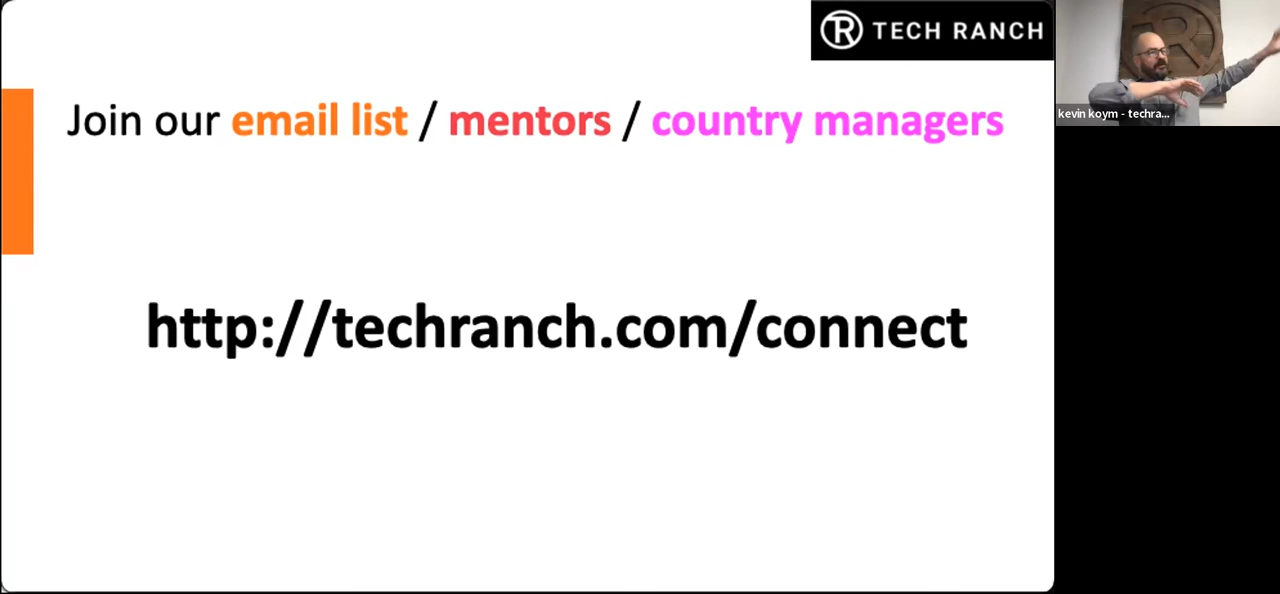 TECH RANCH
Join our email list / mentors / country managers
http://techranch.com/connect
kevin koym - techra...